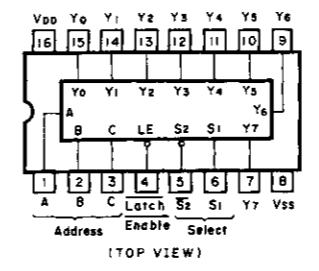 VDD Y0 Y1 Y2 Y3 Y4 Y5 Y6
16 15 14 13 12 11 10 9
Y0 Y1 Y2 Y3 Y4 Y5
A Y6
B C LE S2 S1 Y7
1 2 3 4 5 6 7 8
A B C Latch S2 S1 Y7 VSS
Address Enable Select
(TOP VIEW)